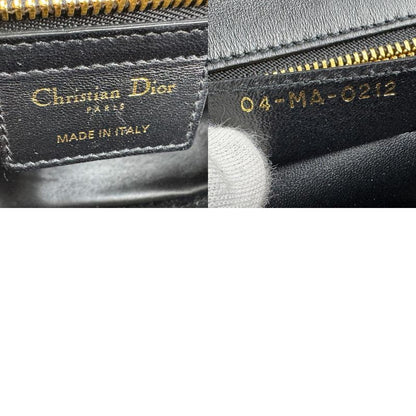 Christian Dior
PARIS
MADE IN ITALY
04-MA-0212